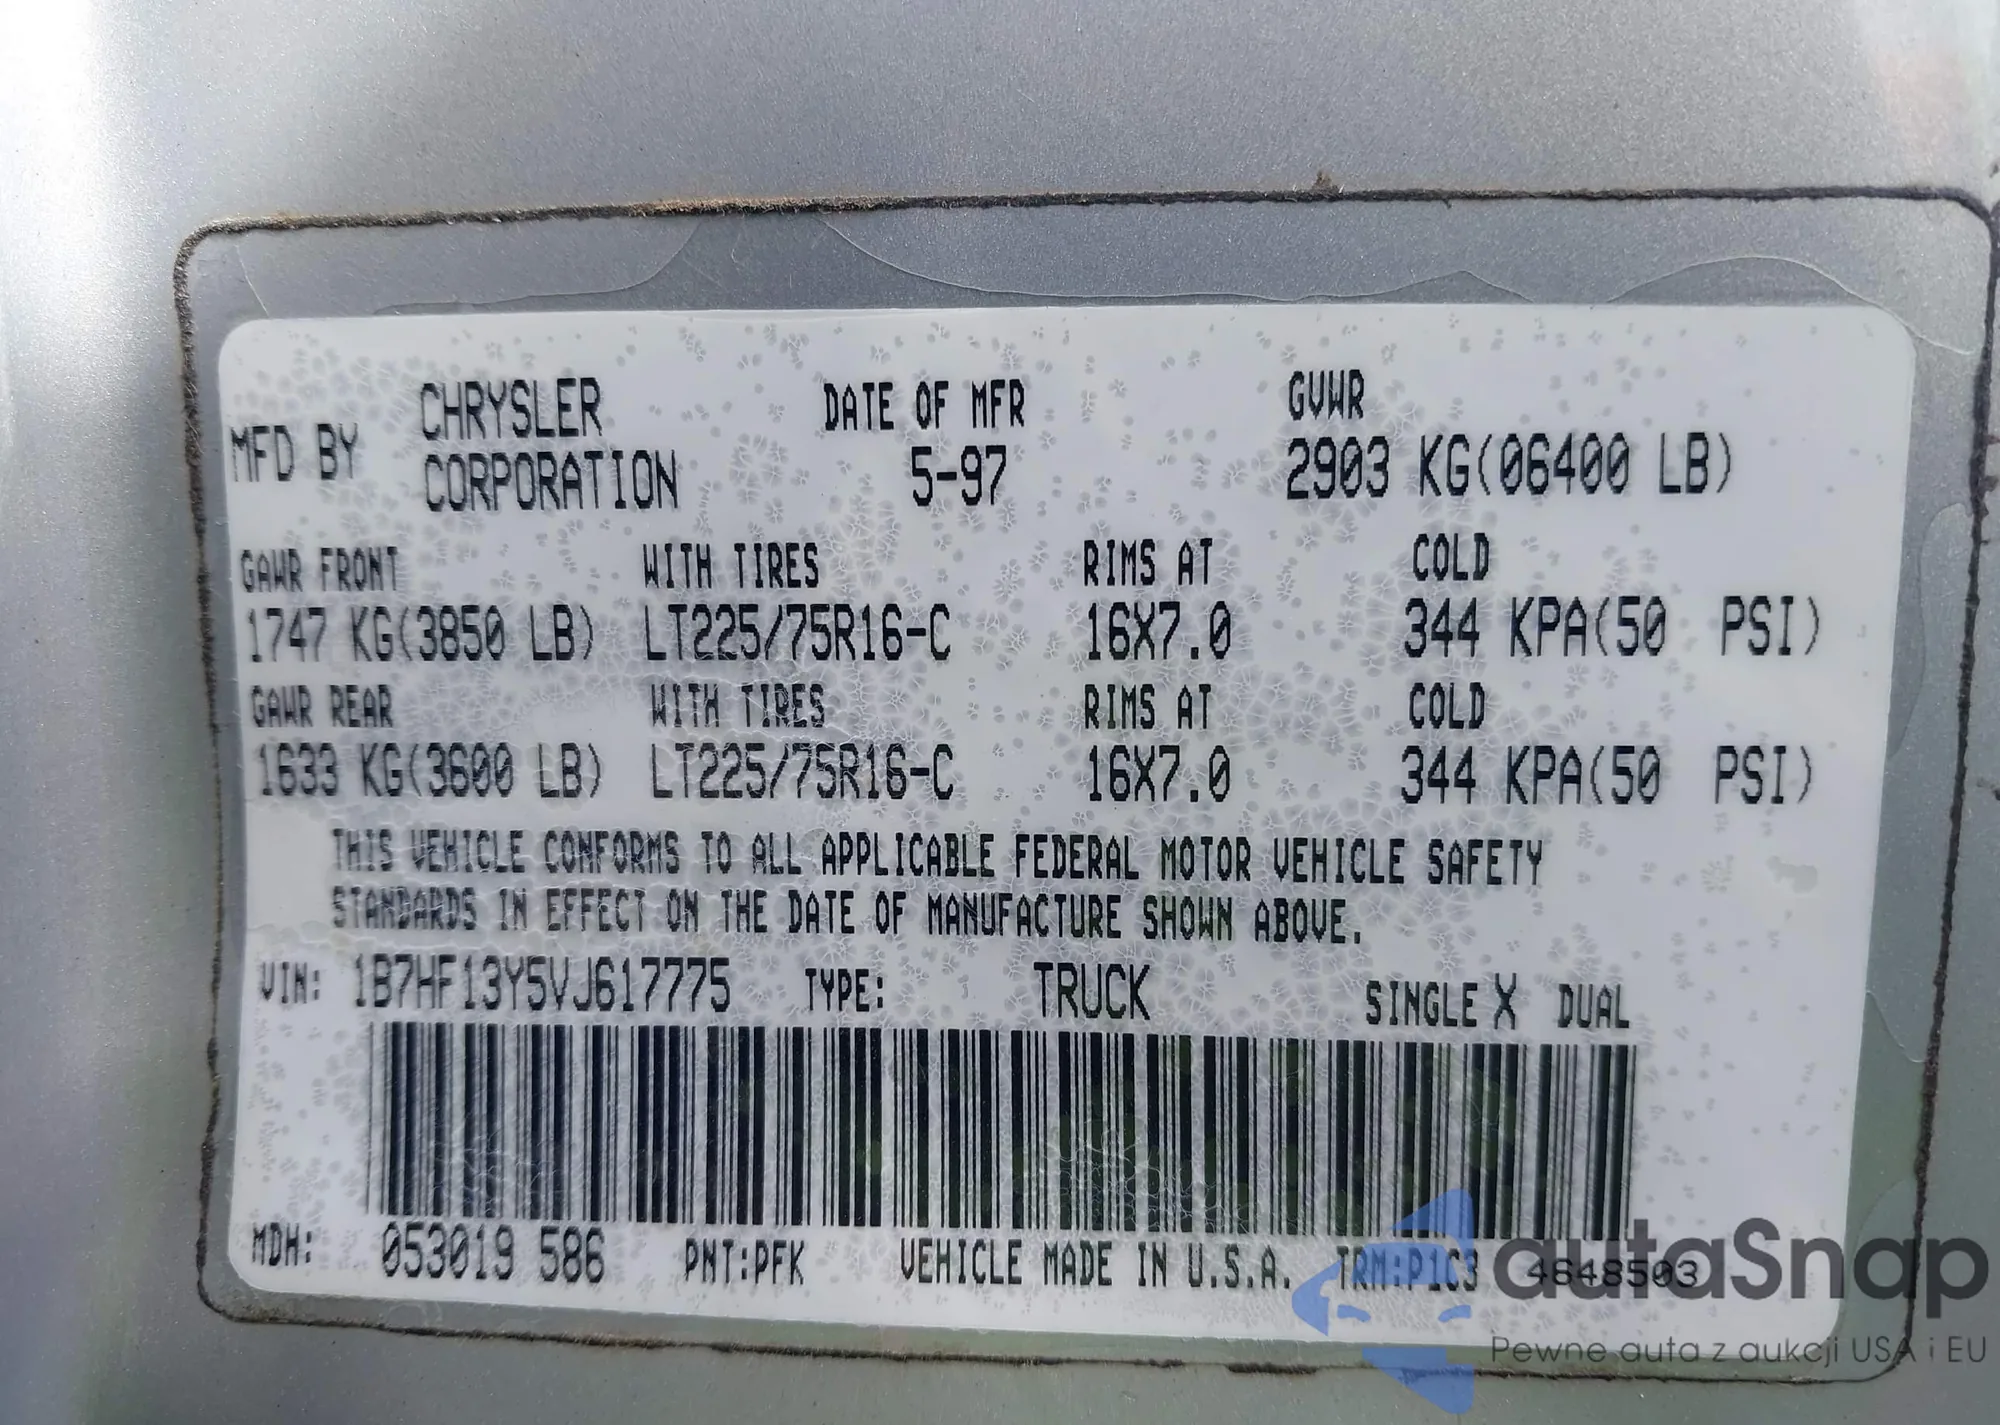 MFD BY CHRYSLER CORPORATION DATE OF MFR 5-97 GVWR 2903 KG(06400 LB)
GAWR FRONT WITH TIRES RIMS AT COLD
1747 KG(3850 LB) LT225/75R16-C 16X7.0 344 KPA(50 PSI)
GAWR REAR WITH TIRES RIMS AT COLD
1633 KG(3600 LB) LT225/75R16-C 16X7.0 344 KPA(50 PSI)
THIS VEHICLE CONFORMS TO ALL APPLICABLE FEDERAL MOTOR VEHICLE SAFETY
STANDARDS IN EFFECT ON THE DATE OF MANUFACTURE SHOWN ABOVE.
VIN: 1B7HF13Y5VJ617775 TYPE: TRUCK SINGLE X DUAL
MDH: 053019 586 PNT:PFK VEHICLE MADE IN U.S.A. TRM:P1C3 4648503
autaSnap
Pewne auta z aukcji USA i EU